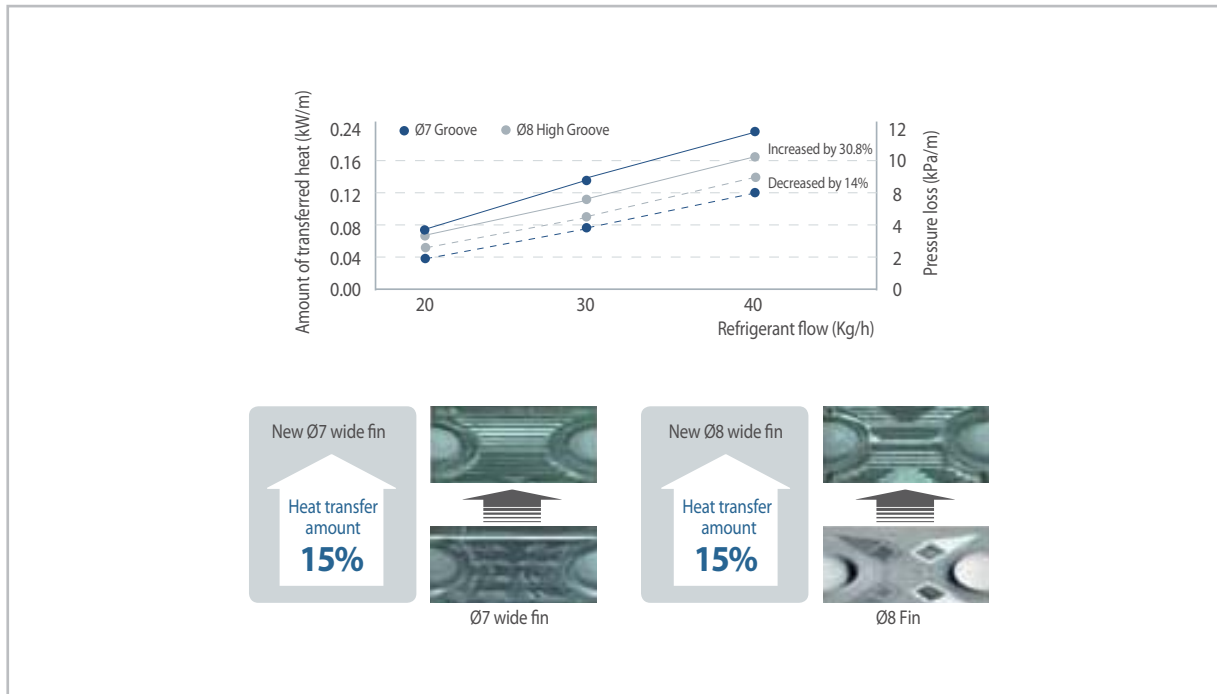 Amount of transferred heat (kW/m)
0.24
0.16
0.12
0.08
0.04
0.00
Ø7 Groove
Ø8 High Groove
Increased by 30.8%
Decreased by 14%
12
10
8
6
4
2
0
Pressure loss (kPa/m)
20
30
40
Refrigerant flow (Kg/h)
New Ø7 wide fin
Heat transfer
amount
15%
Ø7 wide fin
New Ø8 wide fin
Heat transfer
amount
15%
Ø8 Fin